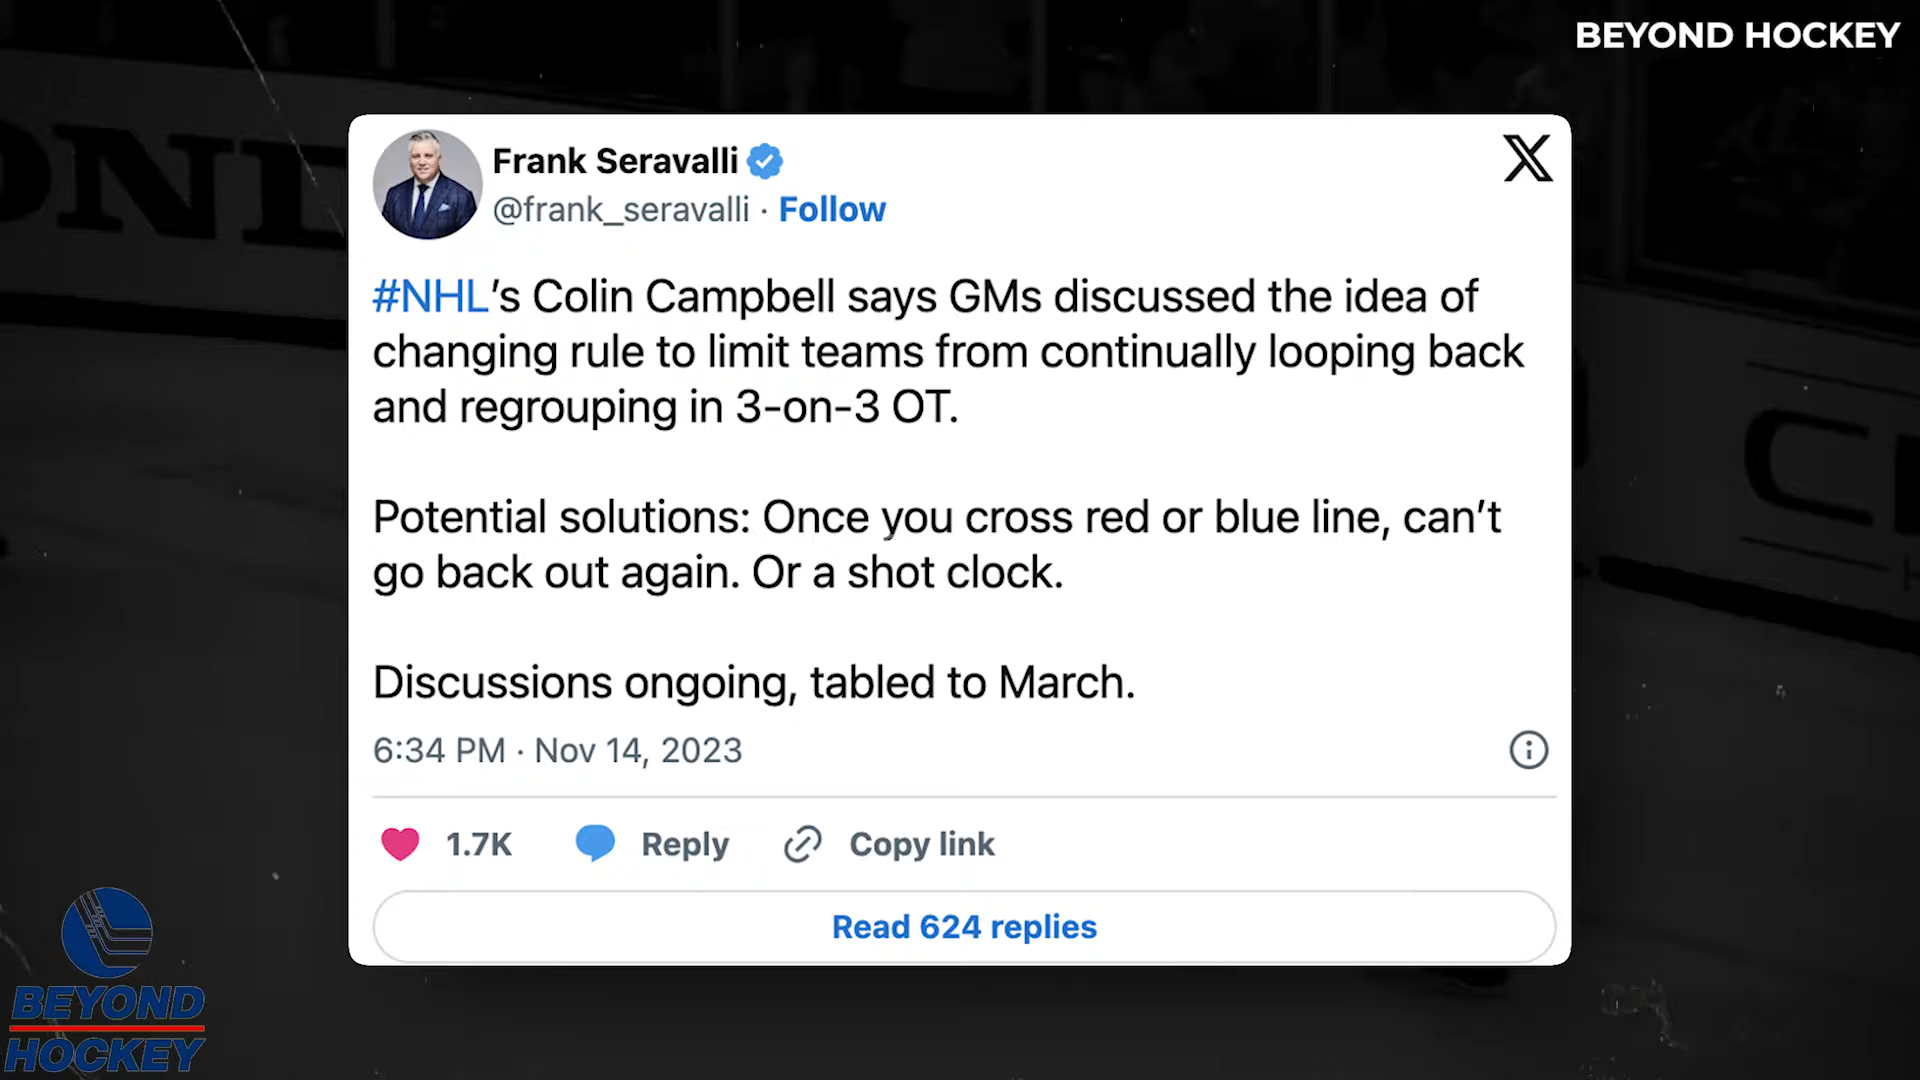 BEYOND HOCKEY
Frank Seravalli
@frank_seravalli · Follow
#NHL’s Colin Campbell says GMs discussed the idea of
changing rule to limit teams from continually looping back
and regrouping in 3-on-3 OT.
Potential solutions: Once you cross red or blue line, can’t
go back out again. Or a shot clock.
Discussions ongoing, tabled to March.
6:34 PM · Nov 14, 2023
1.7K Reply Copy link
Read 624 replies
BEYOND
HOCKEY